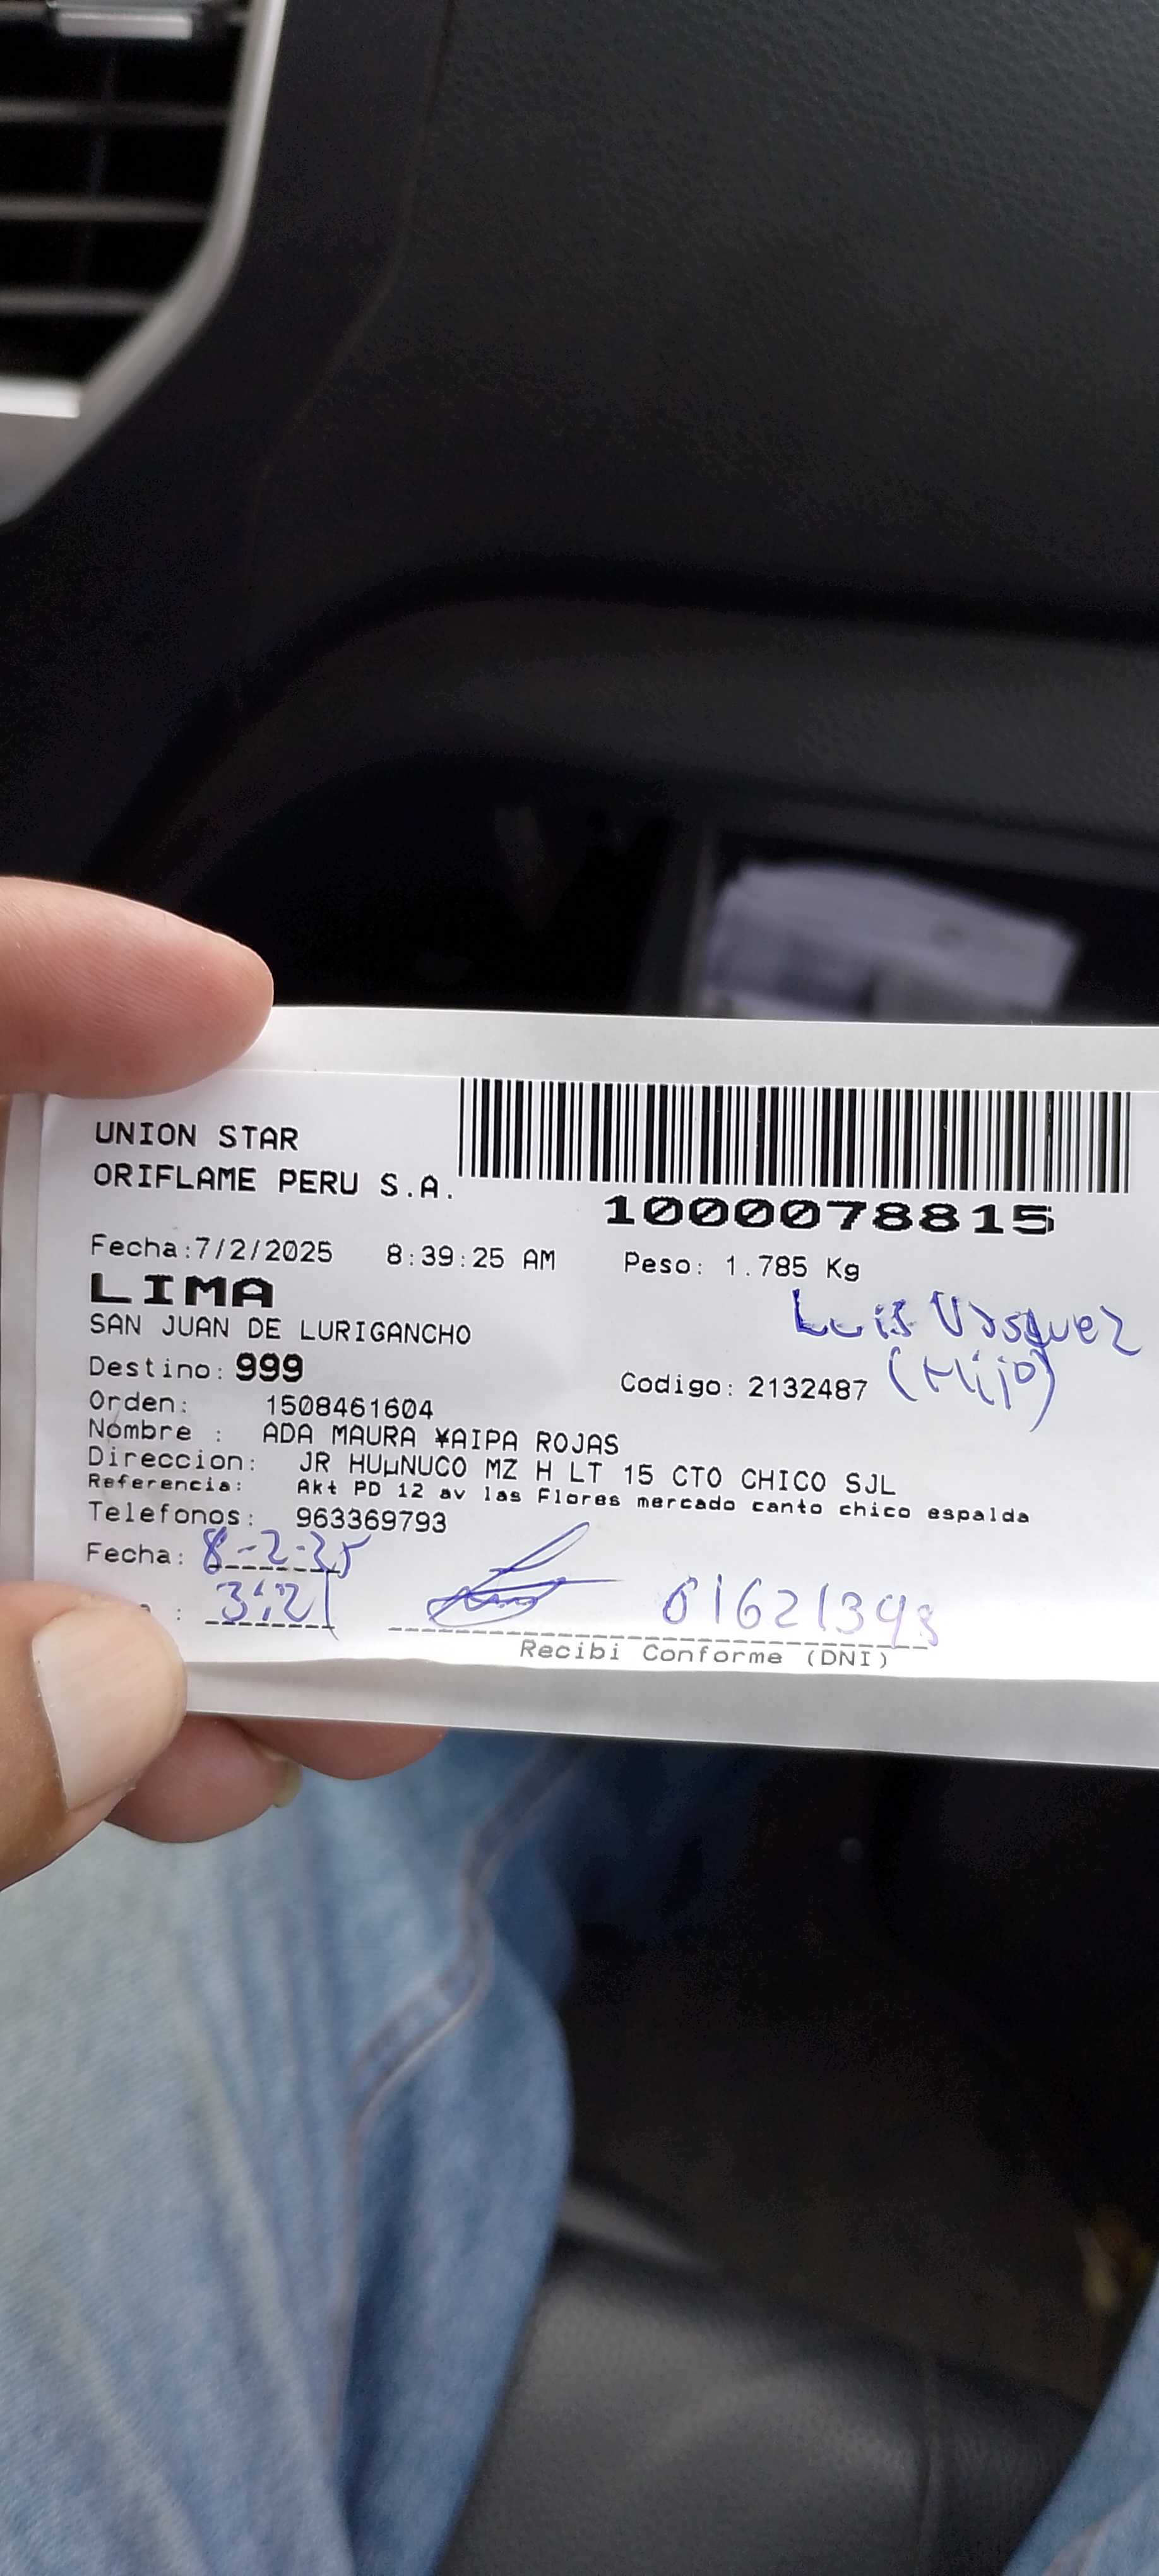 UNION STAR
ORIFLAME PERU S.A.
1000078815
Fecha:7/2/2025 8:39:25 AM Peso: 1.785 Kg
LIMA
Luis Vasquez
SAN JUAN DE LURIGANCHO
(Hijo)
Destino: 999 Codigo: 2132487
Orden: 1508461604
Nombre : ADA MAURA ¥AIPA ROJAS
Direccion: JR HUµNUCO MZ H LT 15 CTO CHICO SJL
Referencia: Akt PD 12 av las Flores mercado canto chico espalda
Telefonos: 963369793
Fecha: 8-2-25
: 3:21 01621398
Recibi Conforme (DNI)